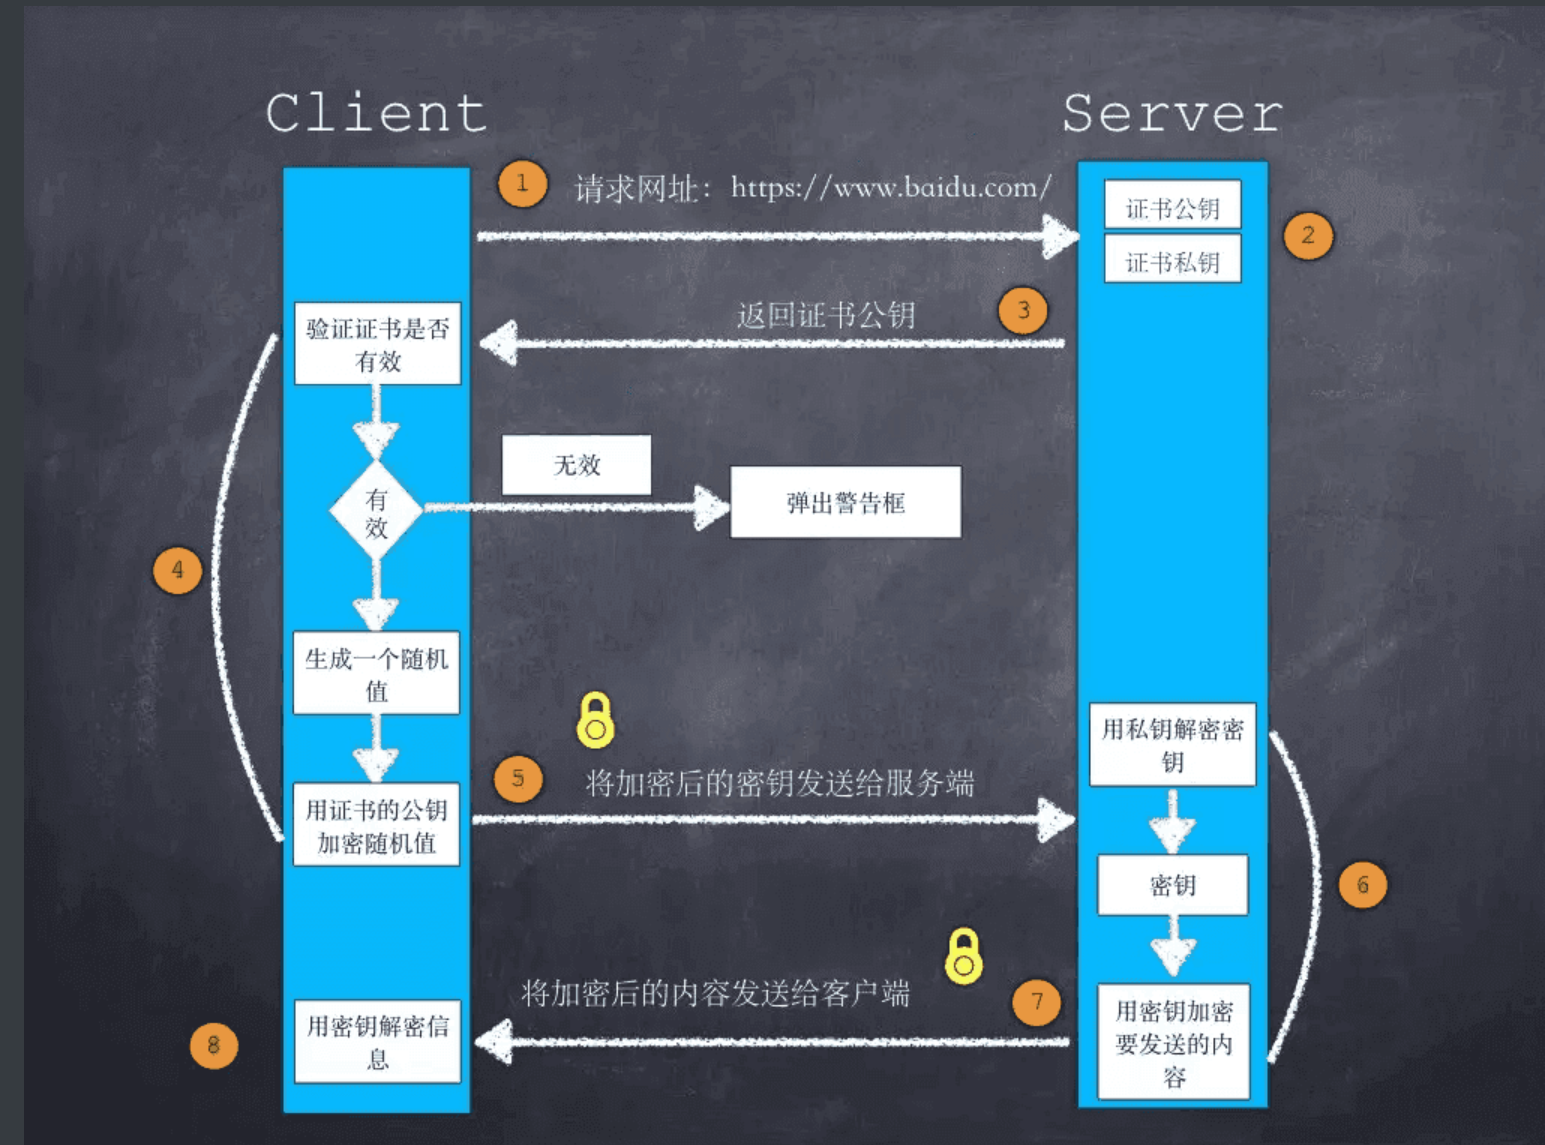 Client
Server
1
请求网址：https://www.baidu.com/
证书公钥
证书私钥
2
返回证书公钥
3
验证证书是否
有效
无效
弹出警告框
有
效
4
生成一个随机
值
用私钥解密密
钥
5
将加密后的密钥发送给服务端
用证书的公钥
加密随机值
密钥
6
将加密后的内容发送给客户端
7
用密钥加密
要发送的内
容
8
用密钥解密信
息